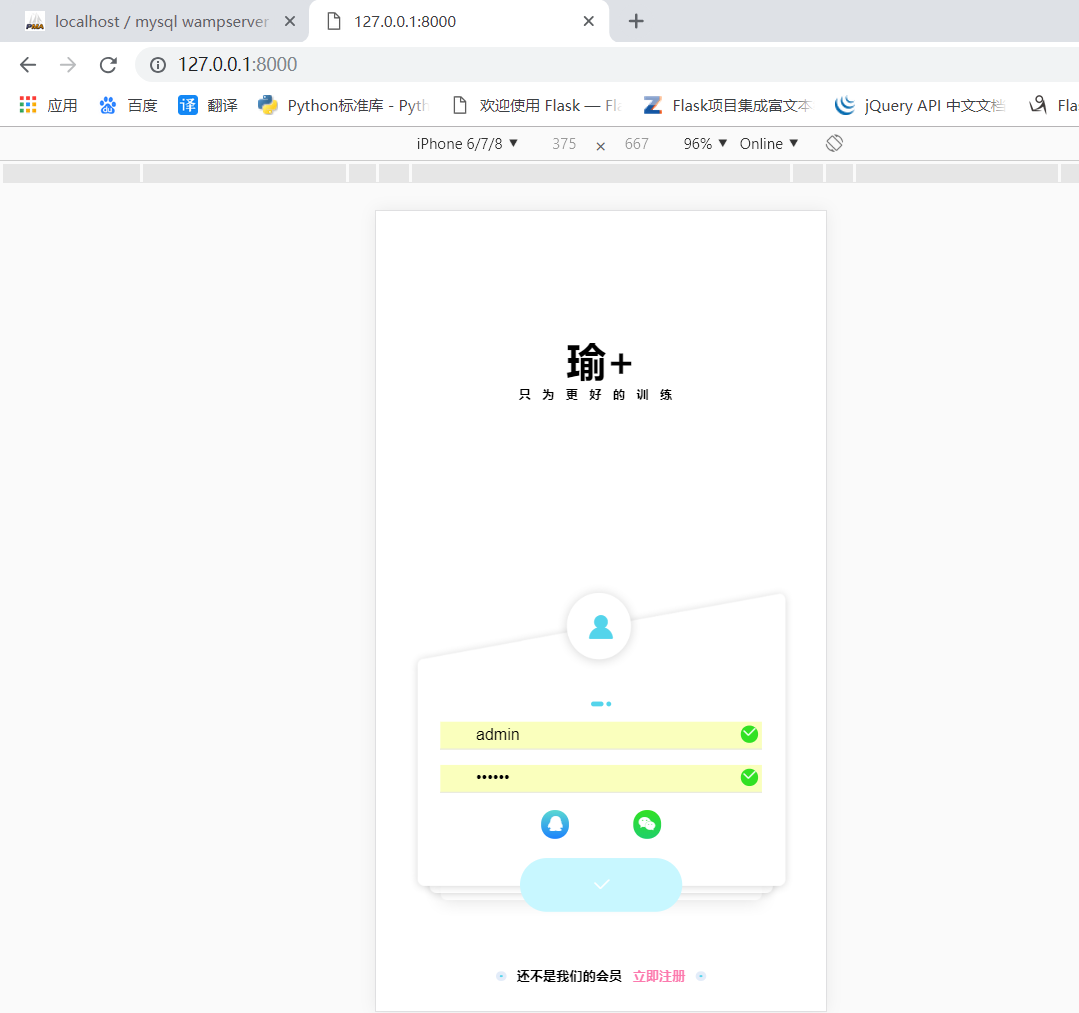 localhost / mysql wampserver
127.0.0.1:8000
127.0.0.1:8000
应用 百度 译 翻译 Python标准库 - Pyth 欢迎使用 Flask — Fla Flask项目集成富文本 jQuery API 中文文档 Flas
iPhone 6/7/8 ▼ 375 × 667 96% ▼ Online ▼
瑜+
只为更好的训练
admin
••••••
还不是我们的会员 立即注册